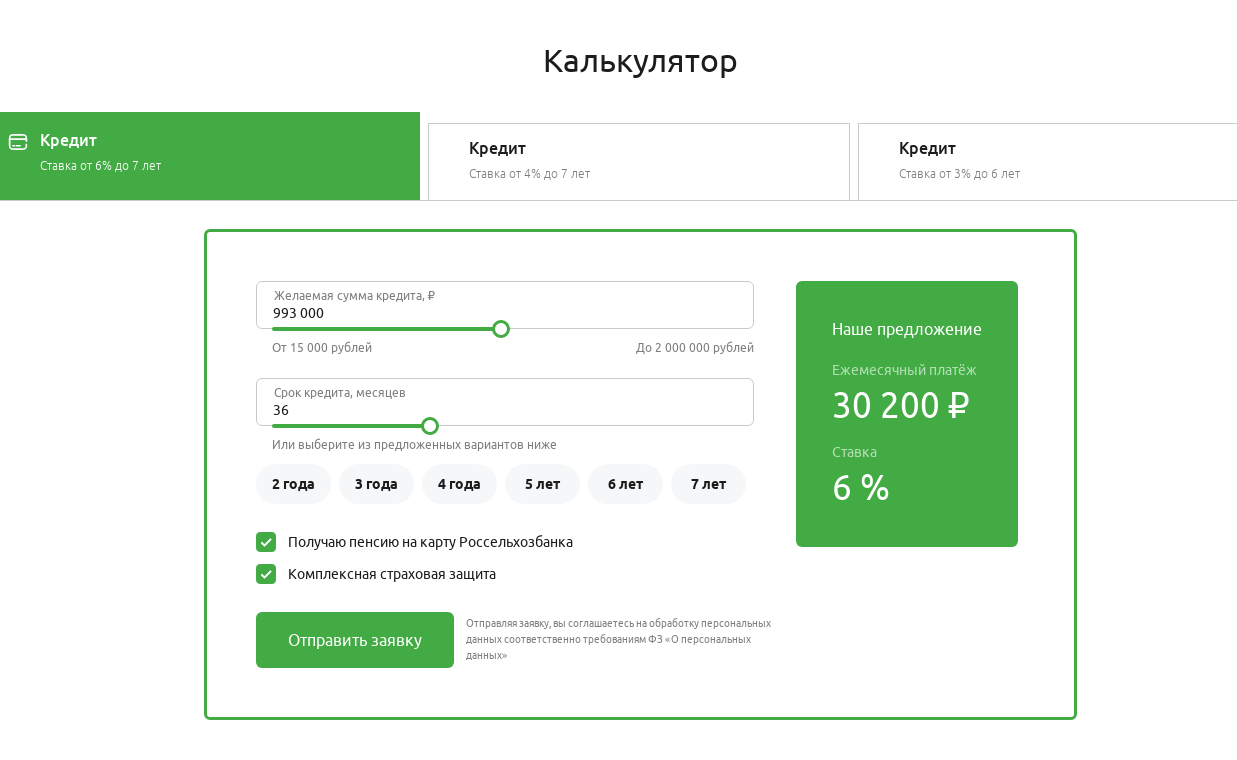 Калькулятор
Кредит
Ставка от 6% до 7 лет
Кредит
Ставка от 4% до 7 лет
Кредит
Ставка от 3% до 6 лет
Желаемая сумма кредита, ₽
993 000
От 15 000 рублей
До 2 000 000 рублей
Срок кредита, месяцев
36
Или выберите из предложенных вариантов ниже
2 года
3 года
4 года
5 лет
6 лет
7 лет
Получаю пенсию на карту Россельхозбанка
Комплексная страховая защита
Отправить заявку
Отправляя заявку, вы соглашаетесь на обработку персональных
данных соответственно требованиям ФЗ «О персональных
данных»
Наше предложение
Ежемесячный платёж
30 200 ₽
Ставка
6 %